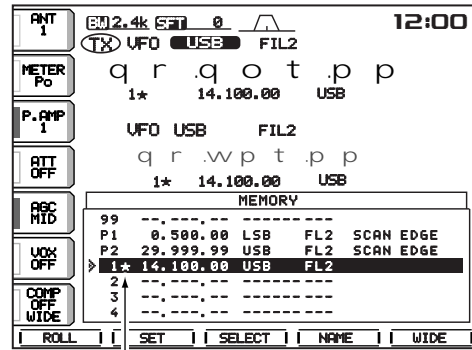 ANT 1
BW 2.4k SFT 0
12:00
TX VFO USB FIL2
METER Po
q r .q o t .p p
1★ 14.100.00 USB
P.AMP 1
VFO USB FIL2
ATT OFF
q r .w p t .p p
1★ 14.100.00 USB
AGC MID
MEMORY
99 --.---.-- ----------
P1 0.500.00 LSB FL2 SCAN EDGE
VOX OFF
P2 29.999.99 USB FL2 SCAN EDGE
1★ 14.100.00 USB FL2
2 --.---.-- ----------
COMP OFF WIDE
3 --.---.-- ----------
4 --.---.-- ----------
ROLL SET SELECT NAME WIDE